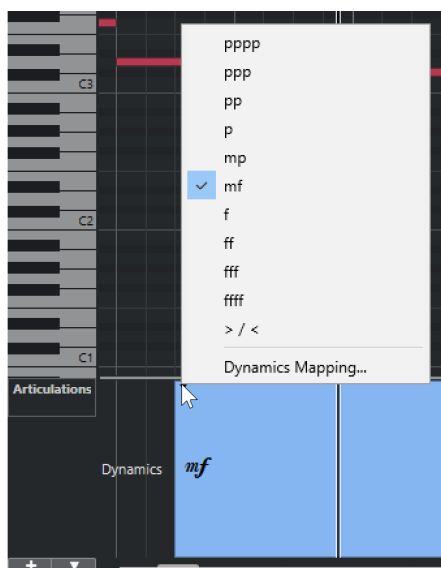 pppp
ppp
C3
pp
p
mp
mf
f
C2
ff
fff
ffff
> / <
C1
Dynamics Mapping...
Articulations
Dynamics
mf